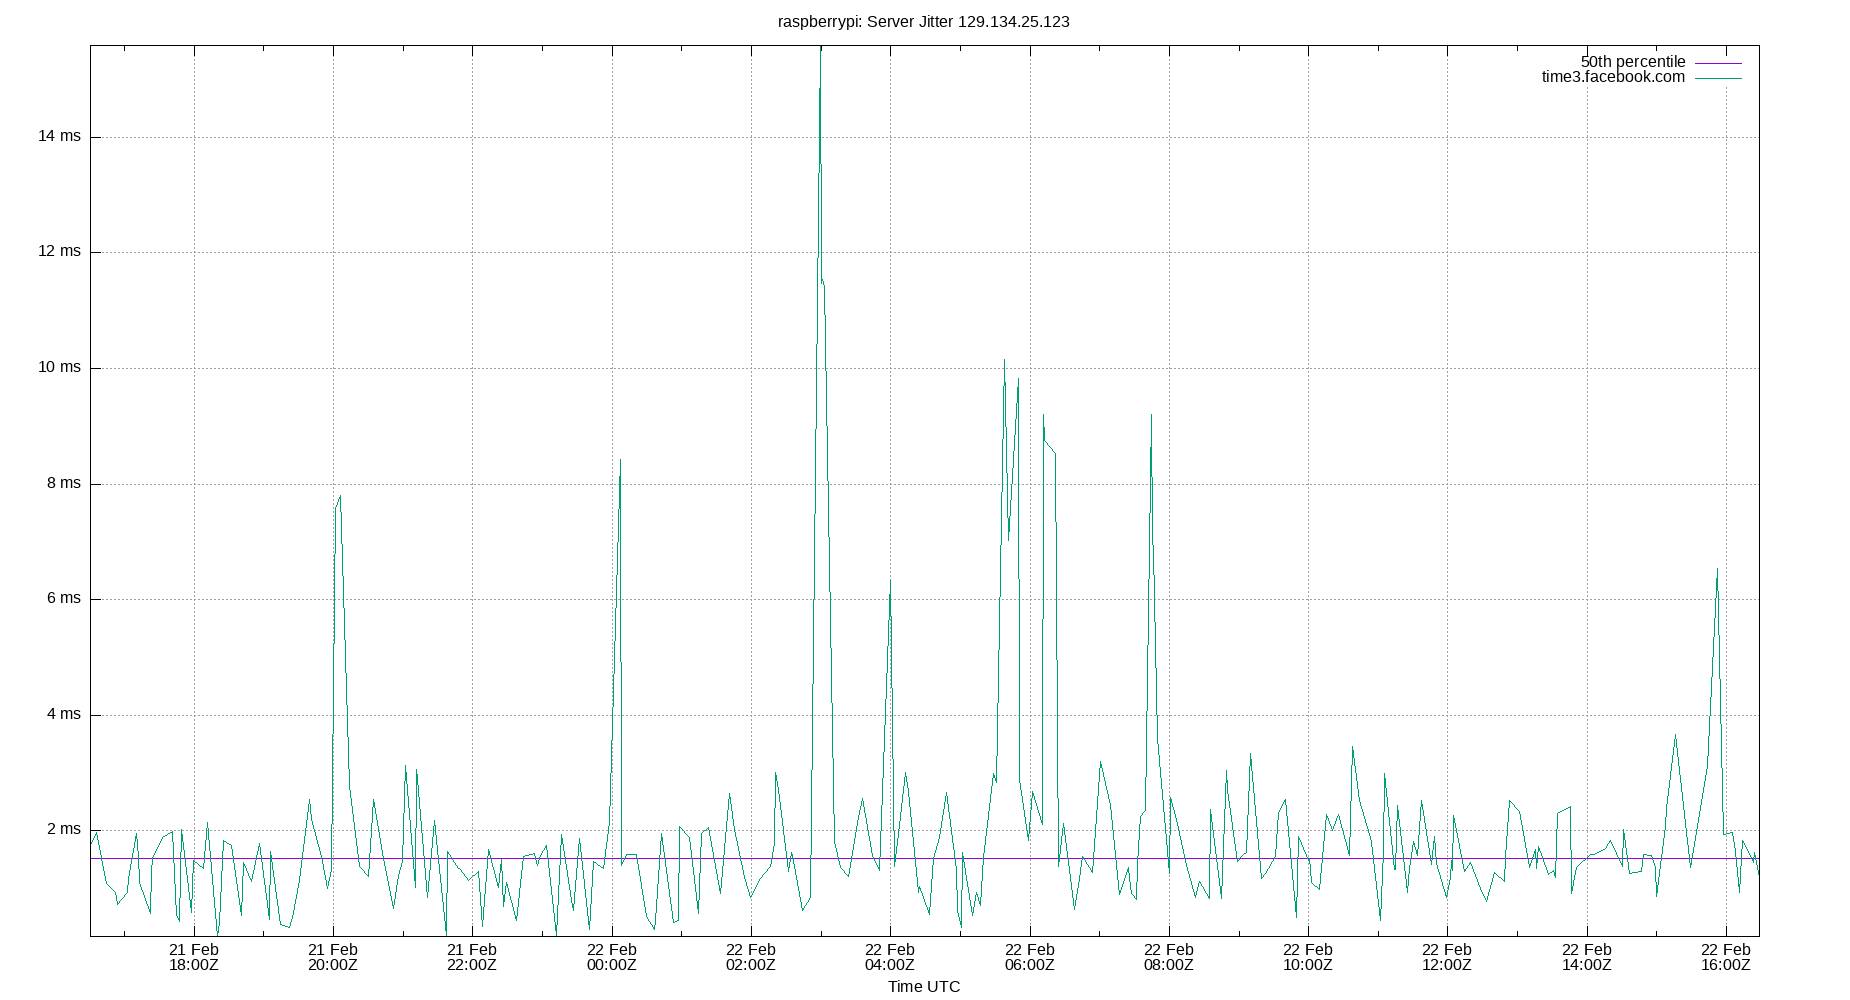 raspberrypi: Server Jitter 129.134.25.123
50th percentile
time3.facebook.com
14 ms
12 ms
10 ms
8 ms
6 ms
4 ms
2 ms
21 Feb 21 Feb 21 Feb 22 Feb 22 Feb 22 Feb 22 Feb 22 Feb 22 Feb 22 Feb 22 Feb 22 Feb
18:00Z 20:00Z 22:00Z 00:00Z 02:00Z 04:00Z 06:00Z 08:00Z 10:00Z 12:00Z 14:00Z 16:00Z
Time UTC